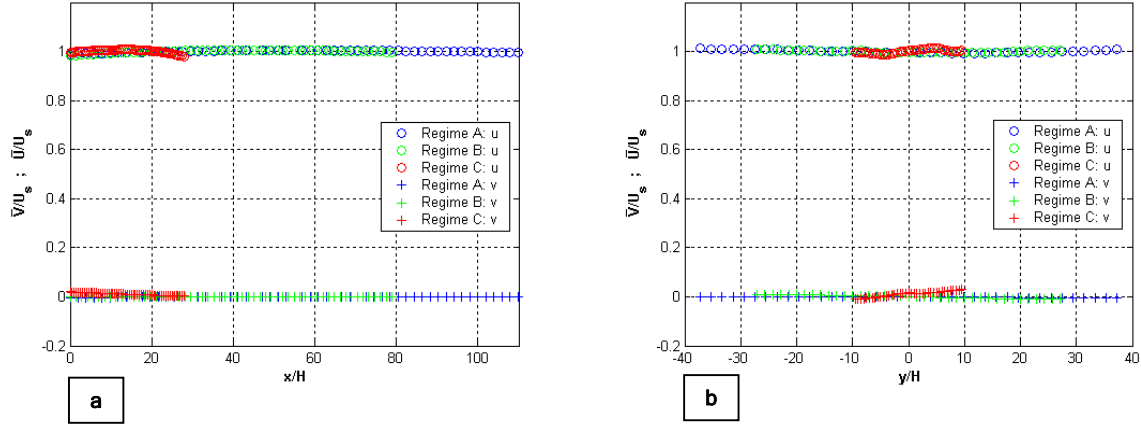 V̅/U_s ; U̅/U_s
1
0.8
0.6
0.4
0.2
0
-0.2
Regime A: u
Regime B: u
Regime C: u
Regime A: v
Regime B: v
Regime C: v
0 20 40 60 80 100
x/H
a
V̅/U_s ; U̅/U_s
1
0.8
0.6
0.4
0.2
0
-0.2
Regime A: u
Regime B: u
Regime C: u
Regime A: v
Regime B: v
Regime C: v
-40 -30 -20 -10 0 10 20 30 40
y/H
b